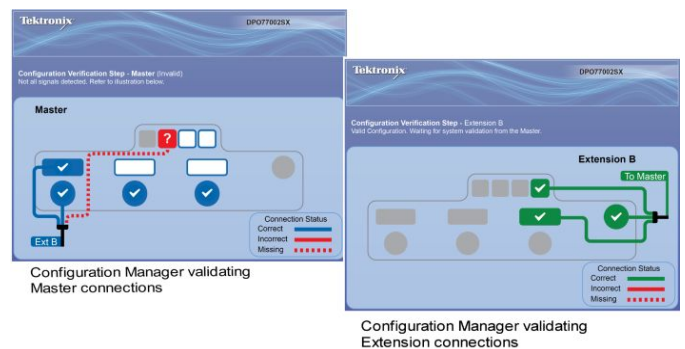 Tektronix
DPO77002SX
Configuration Verification Step - Master (Invalid)
Not all signals detected. Refer to illustration below.
Master
?
Ext B
Connection Status
Correct
Incorrect
Missing
Configuration Manager validating
Master connections
Tektronix
DPO77002SX
Configuration Verification Step - Extension B
Valid Configuration. Waiting for system validation from the Master.
Extension B
To Master
Connection Status
Correct
Incorrect
Missing
Configuration Manager validating
Extension connections